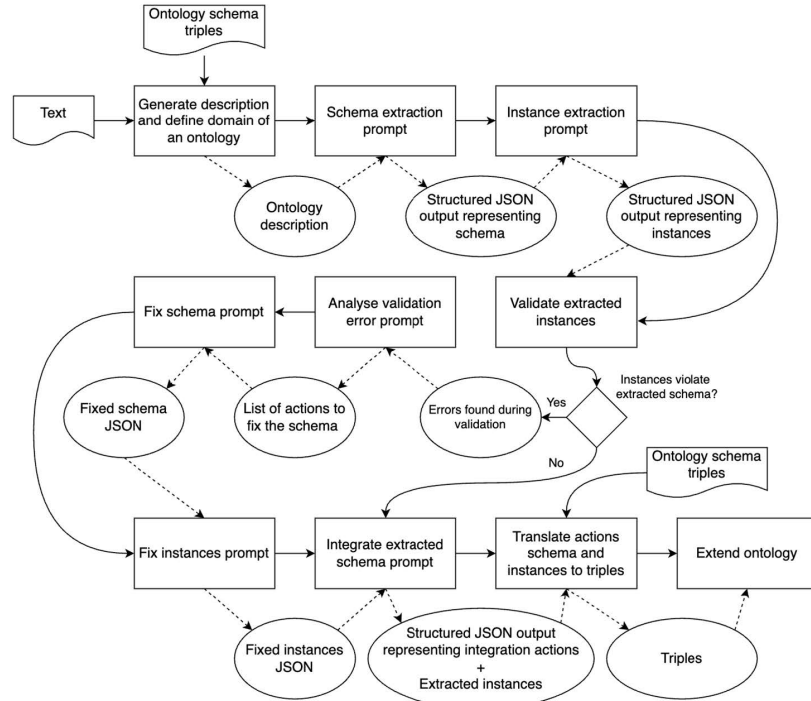 Ontology schema
triples
Text
Generate description
and define domain of
an ontology
Schema extraction
prompt
Instance extraction
prompt
Ontology
description
Structured JSON
output representing
schema
Structured JSON
output representing
instances
Fix schema prompt
Analyse validation
error prompt
Validate extracted
instances
Instances violate
extracted schema?
Fixed schema
JSON
List of actions to
fix the schema
Errors found during
validation
Yes
No
Ontology schema
triples
Fix instances prompt
Integrate extracted
schema prompt
Translate actions
schema and
instances to triples
Extend ontology
Fixed instances
JSON
Structured JSON output
representing integration actions
+
Extracted instances
Triples